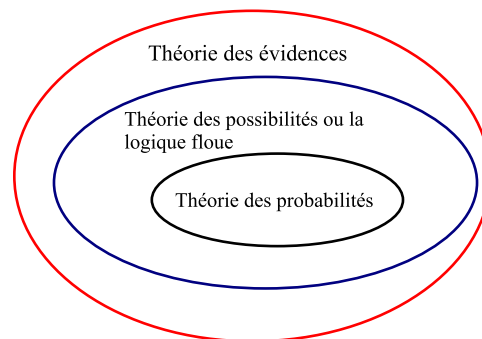 Théorie des évidences
Théorie des possibilités ou la
logique floue
Théorie des probabilités